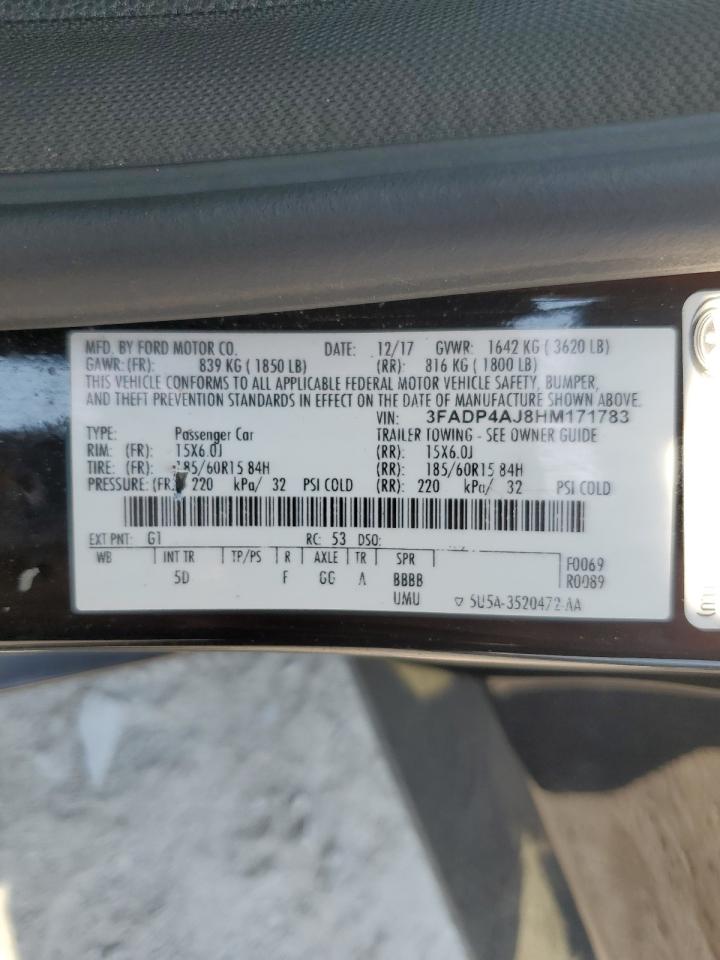 MFD. BY FORD MOTOR CO. DATE: 12/17 GVWR: 1642 KG ( 3620 LB)
GAWR: (FR): 839 KG ( 1850 LB) (RR): 816 KG ( 1800 LB)
THIS VEHICLE CONFORMS TO ALL APPLICABLE FEDERAL MOTOR VEHICLE SAFETY, BUMPER,
AND THEFT PREVENTION STANDARDS IN EFFECT ON THE DATE OF MANUFACTURE SHOWN ABOVE.
VIN: 3FADP4AJ8HM171783
TYPE: Passenger Car TRAILER TOWING - SEE OWNER GUIDE
RIM: (FR): 15X6.0J (RR): 15X6.0J
TIRE: (FR): 185/60R15 84H (RR): 185/60R15 84H
PRESSURE: (FR): 220 kPa/ 32 PSI COLD (RR): 220 kPa/ 32 PSI COLD
EXT PNT: G1 RC: 53 DSO:
WB INT TR TP/PS R AXLE TR SPR F0069
5D F GG A BBBB R0089
UMU ▽ 5U5A-3520472-AA